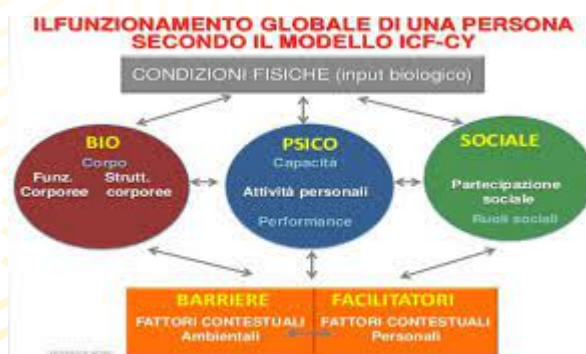 ILFUNZIONAMENTO GLOBALE DI UNA PERSONA
SECONDO IL MODELLO ICF-CY
CONDIZIONI FISICHE (input biologico)
BIO
Corpo
Funz. Strutt.
Corporee corporee
PSICO
Capacità
Attività personali
Performance
SOCIALE
Partecipazione
sociale
Ruoli sociali
BARRIERE
FATTORI CONTESTUALI
Ambientali
FACILITATORI
FATTORI CONTESTUALI
Personali